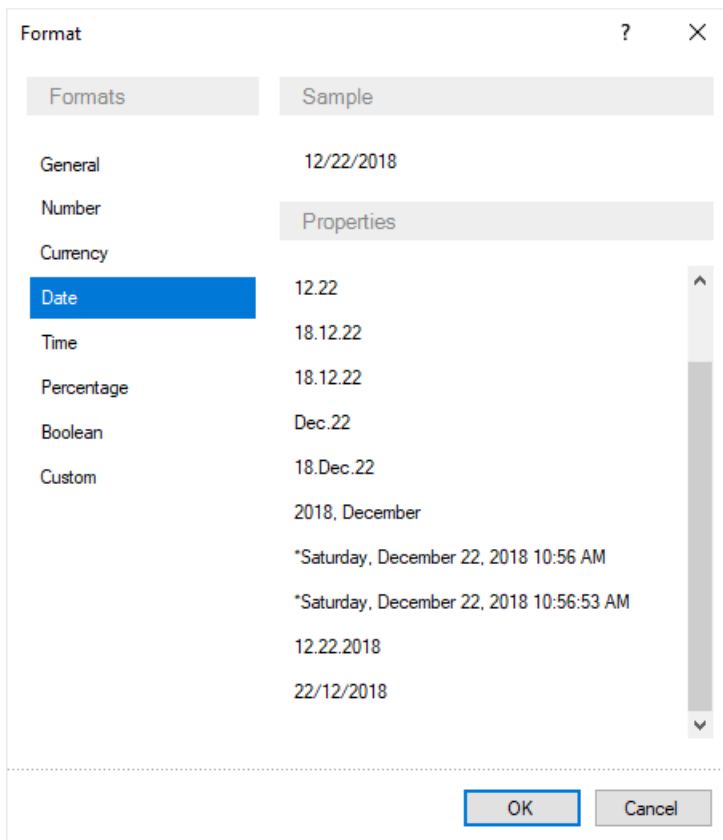 Format ?
Formats
General
Number
Currency
Date
Time
Percentage
Boolean
Custom
Sample
12/22/2018
Properties
12.22
18.12.22
18.12.22
Dec.22
18.Dec.22
2018, December
*Saturday, December 22, 2018 10:56 AM
*Saturday, December 22, 2018 10:56:53 AM
12.22.2018
22/12/2018
OK
Cancel